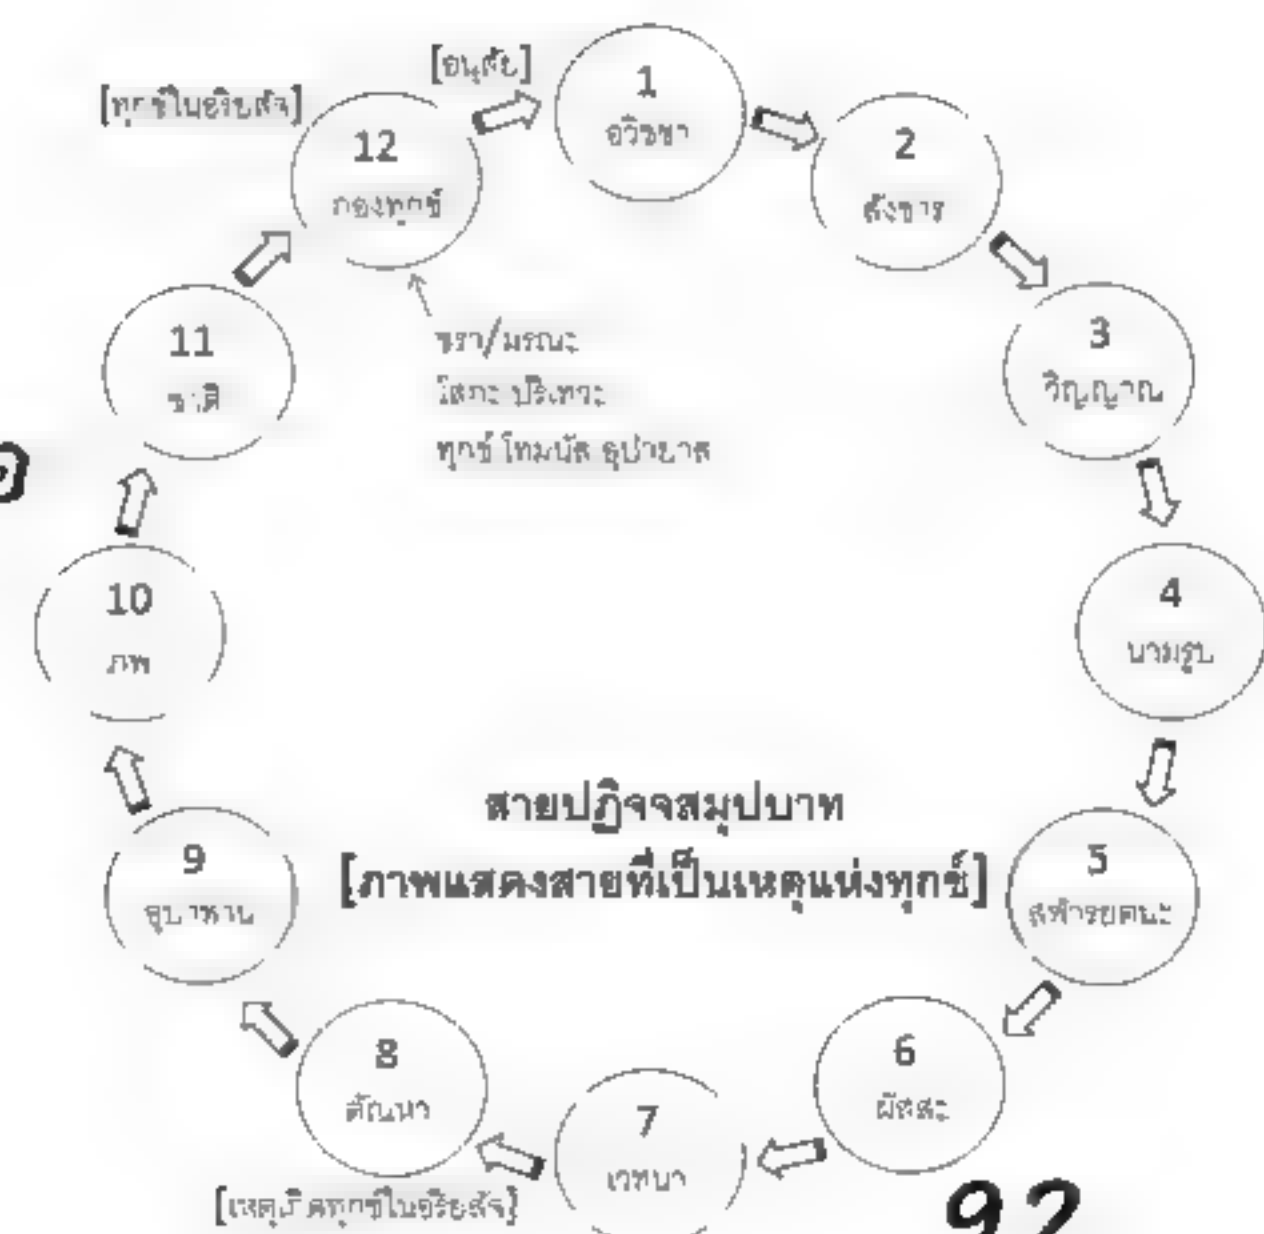 [อนุสัย]
[ทุกข์ในอริยสัจ]
1
อวิชชา
2
สังขาร
3
วิญญาณ
4
นามรูป
5
สฬายตนะ
6
ผัสสะ
7
เวทนา
8
ตัณหา
[เหตุเกิดทุกข์ในอริยสัจ]
9
อุปาทาน
10
ภพ
11
ชาติ
12
กองทุกข์
ชรา/มรณะ
โสกะ ปริเทวะ
ทุกข์ โทมนัส อุปายาส
สายปฏิจจสมุปบาท
[ภาพแสดงสายที่เป็นเหตุแห่งทุกข์]
92